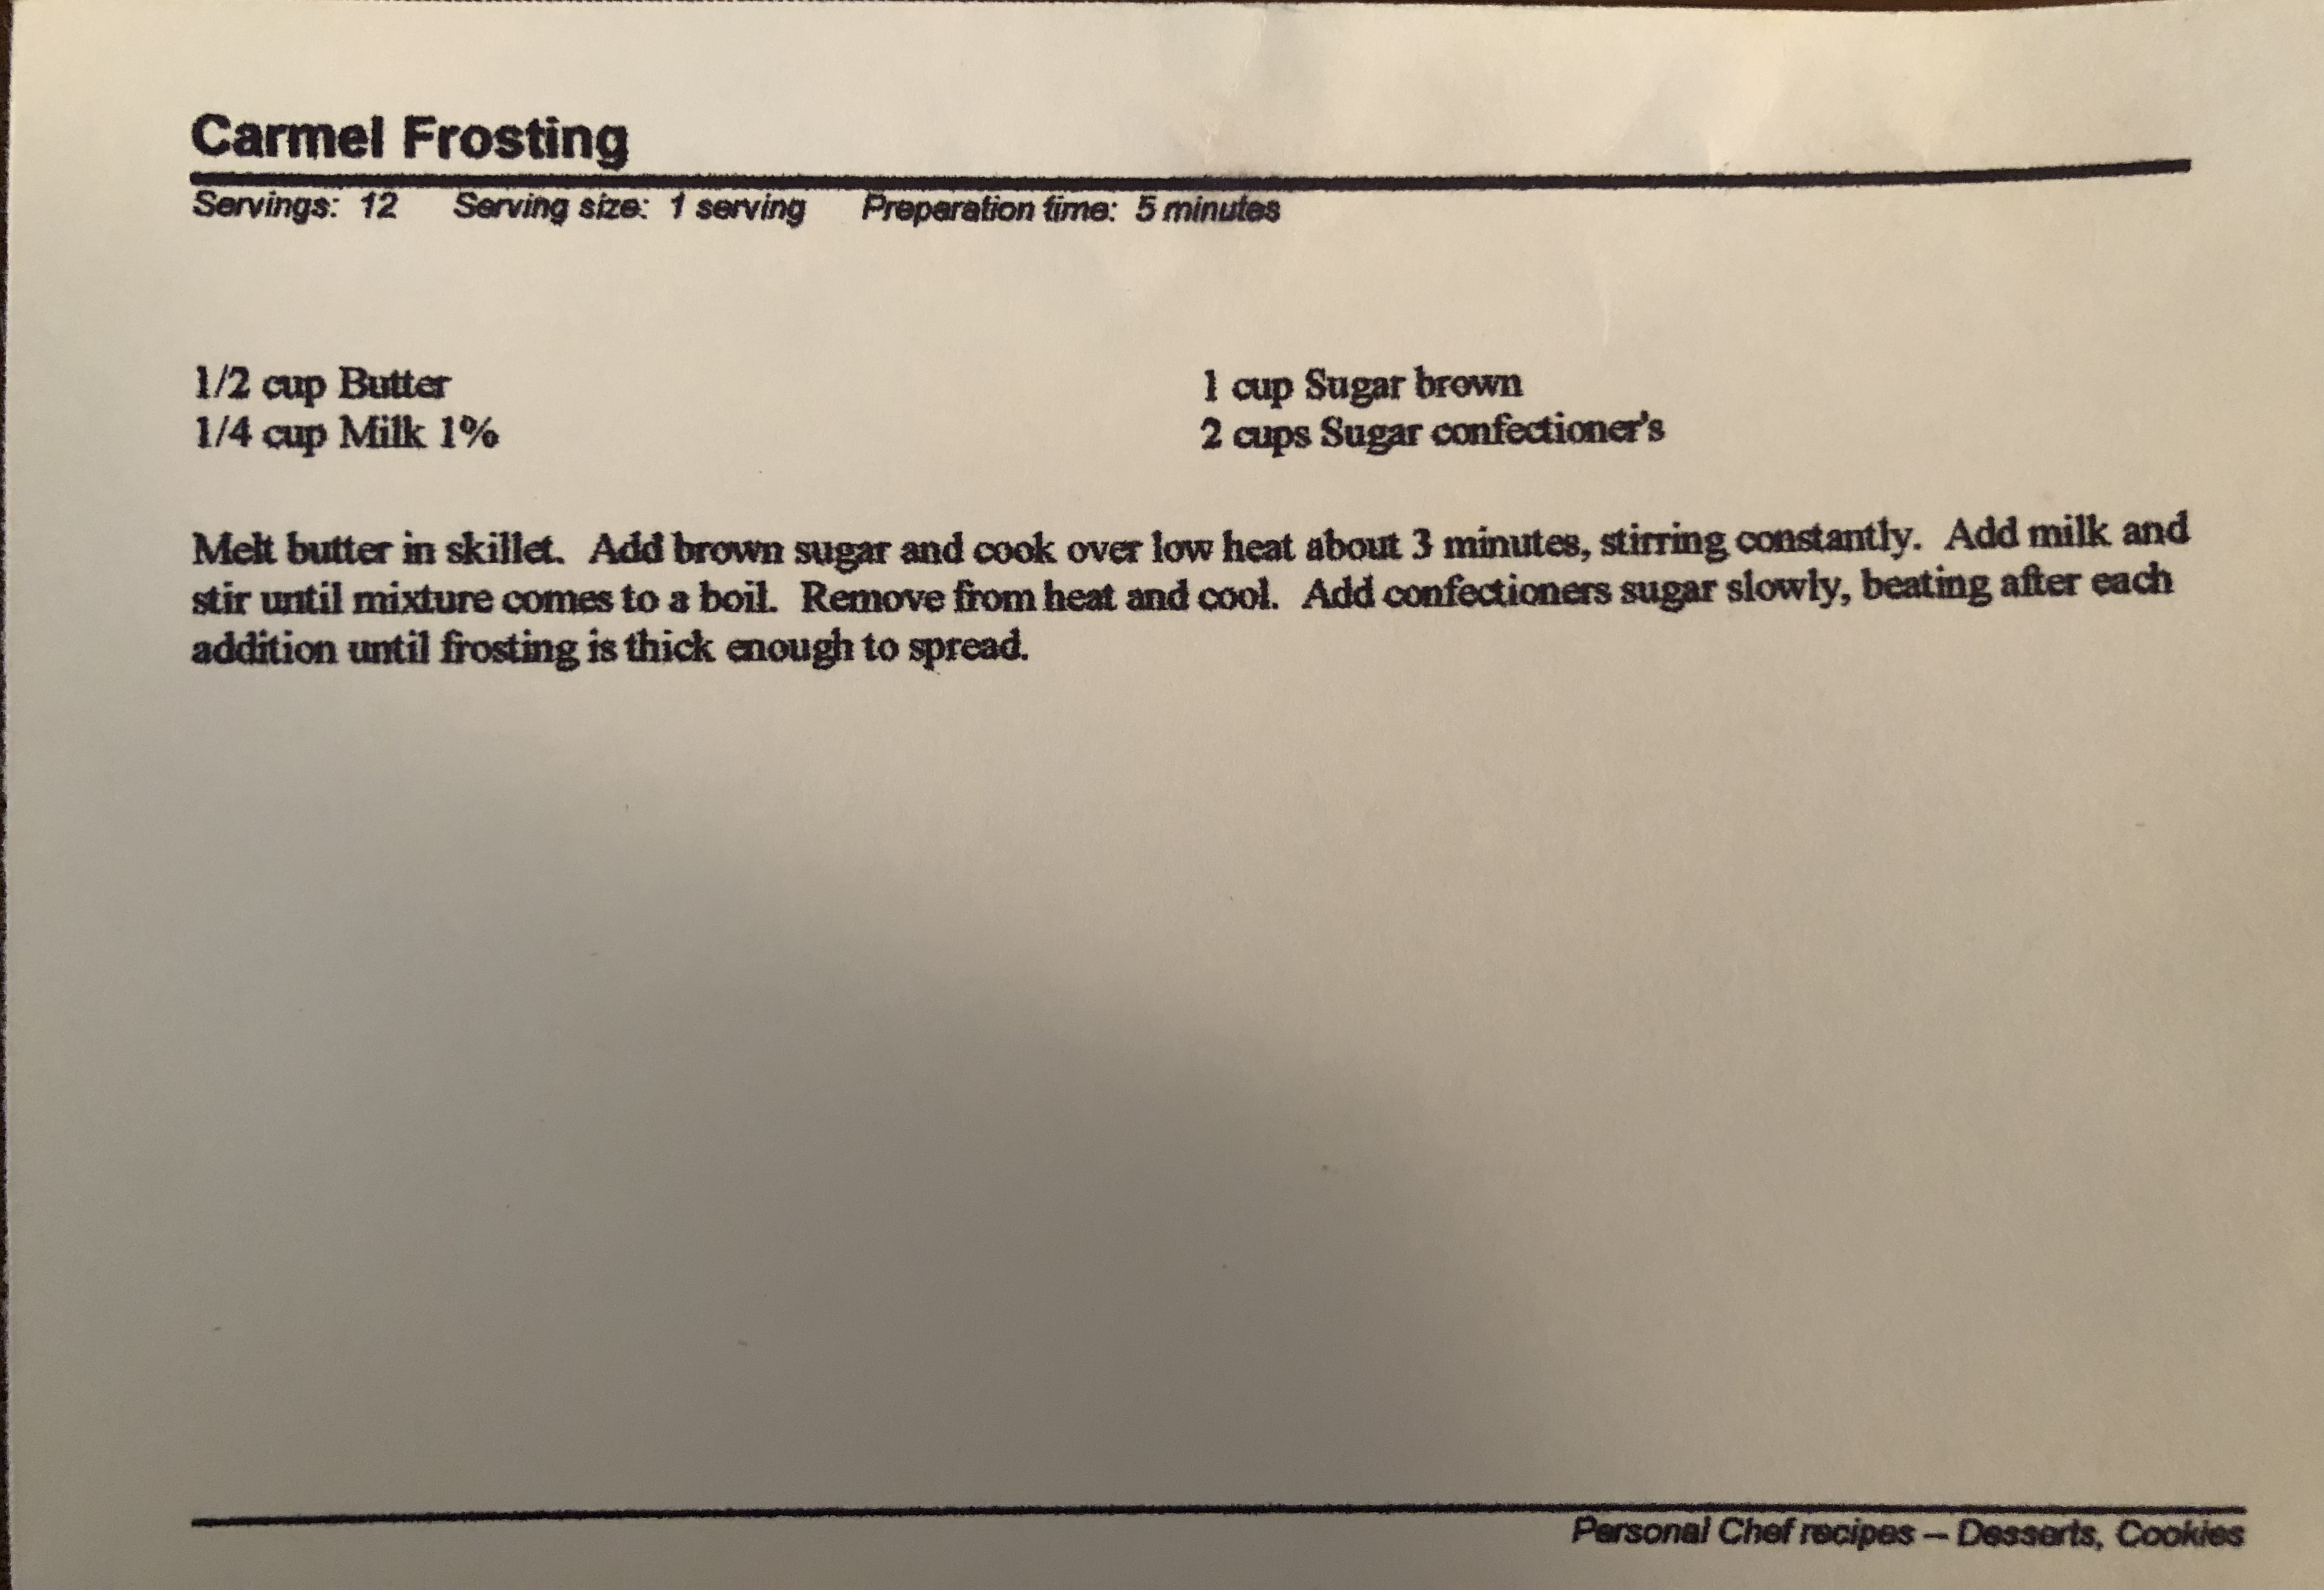 Carmel Frosting
Servings: 12 Serving size: 1 serving Preparation time: 5 minutes
1/2 cup Butter
1/4 cup Milk 1%
1 cup Sugar brown
2 cups Sugar confectioner's
Melt butter in skillet. Add brown sugar and cook over low heat about 3 minutes, stirring constantly. Add milk and
stir until mixture comes to a boil. Remove from heat and cool. Add confectioners sugar slowly, beating after each
addition until frosting is thick enough to spread.
Personal Chef recipes – Desserts, Cookies